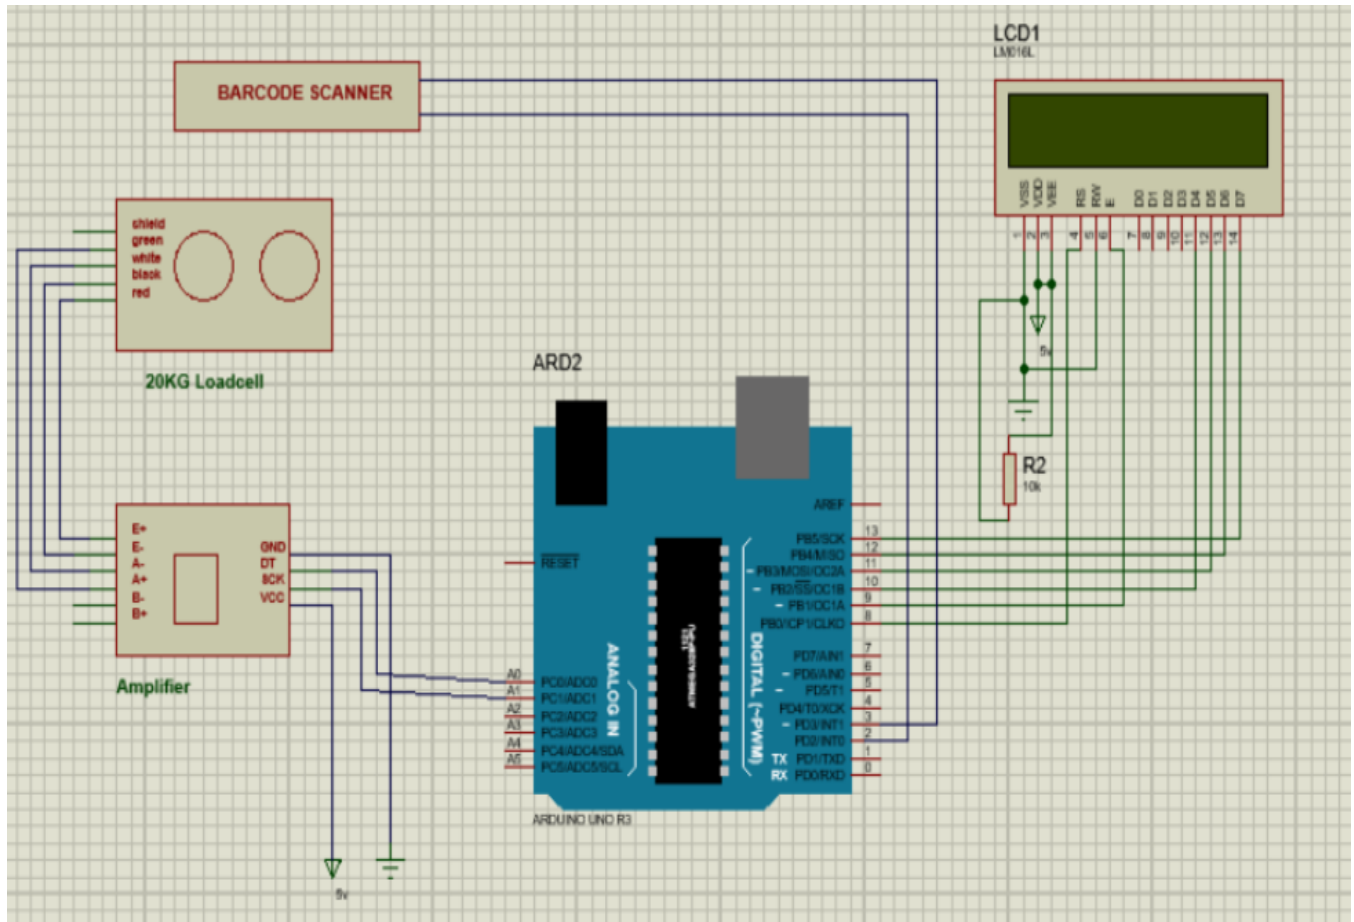 LCD1
LM016L
BARCODE SCANNER
VSS
VDD
VEE
RS
RW
E
D0
D1
D2
D3
D4
D5
D6
D7
1
2
3
4
5
6
7
8
9
10
11
12
13
14
shield
green
white
black
red
20KG Loadcell
5v
R2
10k
ARD2
E+
E-
A-
A+
B-
B+
GND
DT
SCK
VCC
Amplifier
5v
RESET
AREF
PB5/SCK
13
PB4/MISO
12
~PB3/MOSI/OC2A
11
~PB2/SS/OC1B
10
~PB1/OC1A
9
PB0/ICP1/CLKO
8
PD7/AIN1
7
~PD6/AIN0
6
~PD5/T1
5
PD4/T0/XCK
4
~PD3/INT1
3
PD2/INT0
2
TX PD1/TXD
1
RX PD0/RXD
0
A0 PC0/ADC0
A1 PC1/ADC1
A2 PC2/ADC2
A3 PC3/ADC3
A4 PC4/ADC4/SDA
A5 PC5/ADC5/SCL
ANALOG IN
DIGITAL (~PWM)
ARDUINO UNO R3